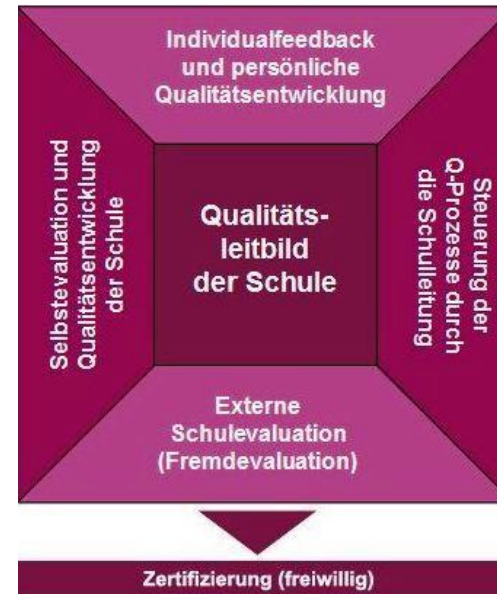 Individualfeedback
und persönliche
Qualitätsentwicklung
Selbstevaluation und
Qualitätsentwicklung
der Schule
Qualitäts-
leitbild
der Schule
Steuerung der
Q-Prozesse durch
die Schulleitung
Externe
Schulevaluation
(Fremdevaluation)
Zertifizierung (freiwillig)